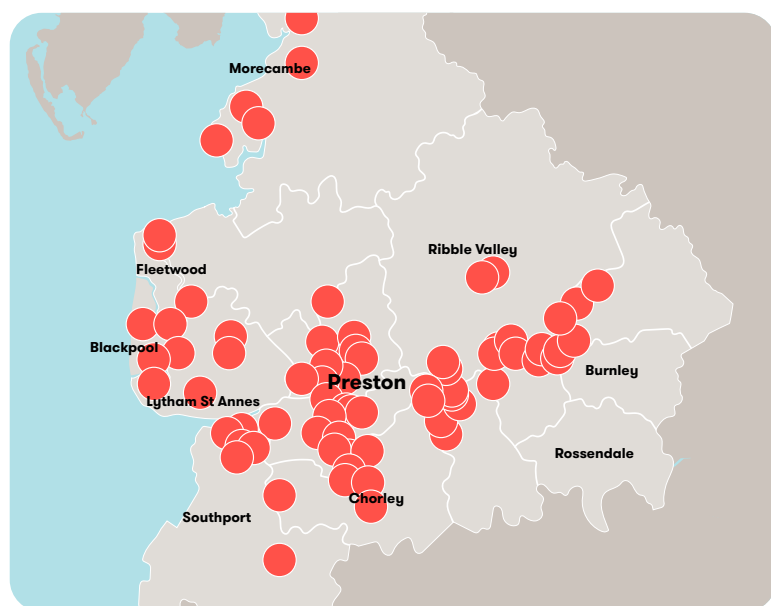 Morecambe
Ribble Valley
Fleetwood
Blackpool
Burnley
Preston
Lytham St Annes
Rossendale
Chorley
Southport